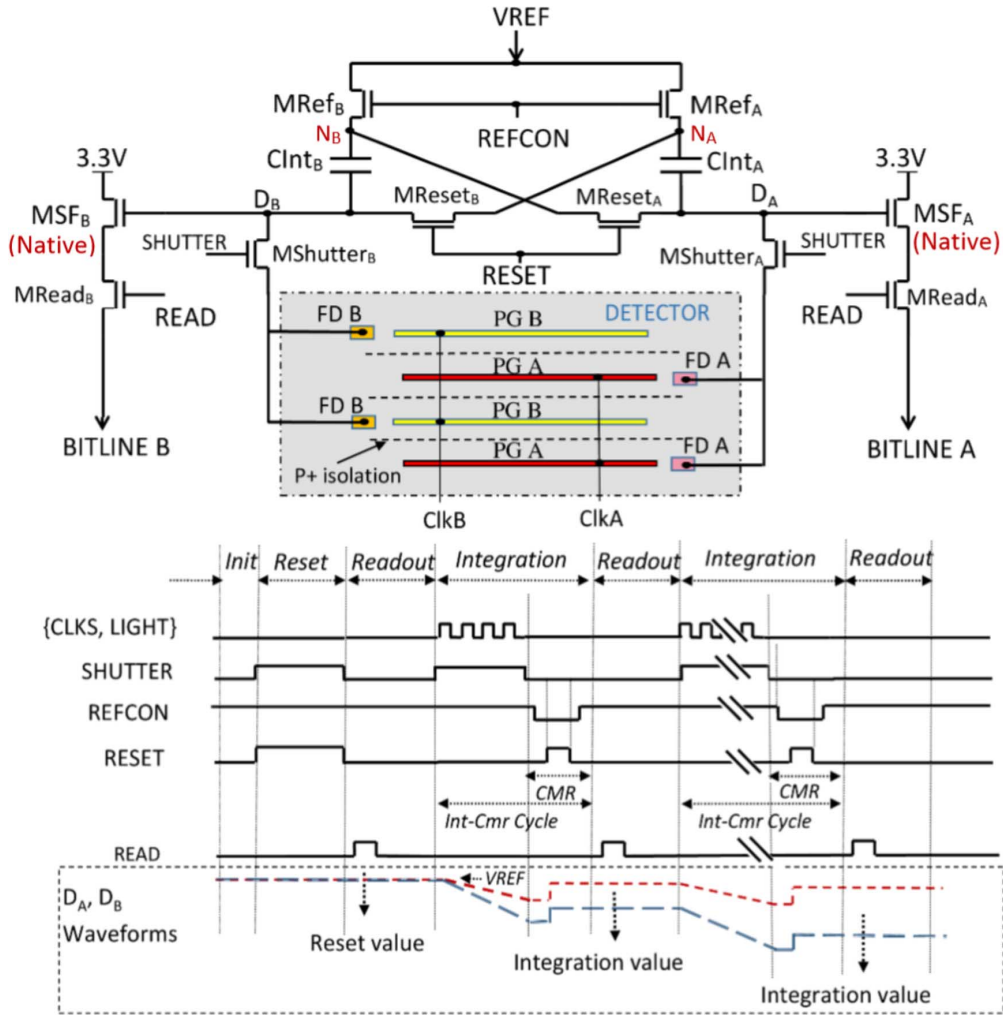 VREF
MRefB
MRefA
NB
REFCON
NA
CIntB
CIntA
3.3V
3.3V
DB
MResetB
MResetA
DA
MSFB
MSFA
(Native)
(Native)
SHUTTER
MShutterB
MShutterA
SHUTTER
RESET
MReadB
MReadA
READ
READ
FD B
PG B
DETECTOR
PG A
FD A
FD B
PG B
PG A
FD A
BITLINE B
BITLINE A
P+ isolation
ClkB
ClkA
Init
Reset
Readout
Integration
Readout
Integration
Readout
{CLKS, LIGHT}
SHUTTER
REFCON
RESET
CMR
CMR
Int-Cmr Cycle
Int-Cmr Cycle
READ
VREF
DA, DB
Waveforms
Reset value
Integration value
Integration value